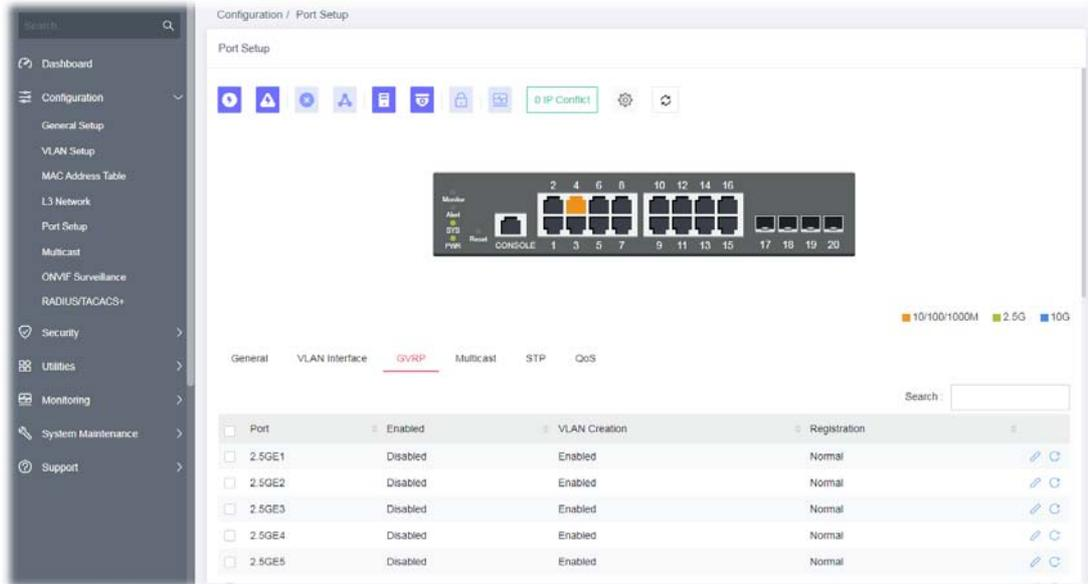 Configuration / Port Setup
Search
Dashboard
Configuration
General Setup
VLAN Setup
MAC Address Table
L3 Network
Port Setup
Multicast
ONVIF Surveillance
RADIUS/TACACS+
Security
Utilities
Monitoring
System Maintenance
Support
Port Setup
0 IP Conflict
2 4 6 8 10 12 14 16
Monitor
Alert
SYS
PWR
Reset
CONSOLE
1 3 5 7 9 11 13 15 17 18 19 20
10/100/1000M 2.5G 10G
General VLAN Interface GVRP Multicast STP QoS
Search :
Port Enabled VLAN Creation Registration
2.5GE1 Disabled Enabled Normal
2.5GE2 Disabled Enabled Normal
2.5GE3 Disabled Enabled Normal
2.5GE4 Disabled Enabled Normal
2.5GE5 Disabled Enabled Normal